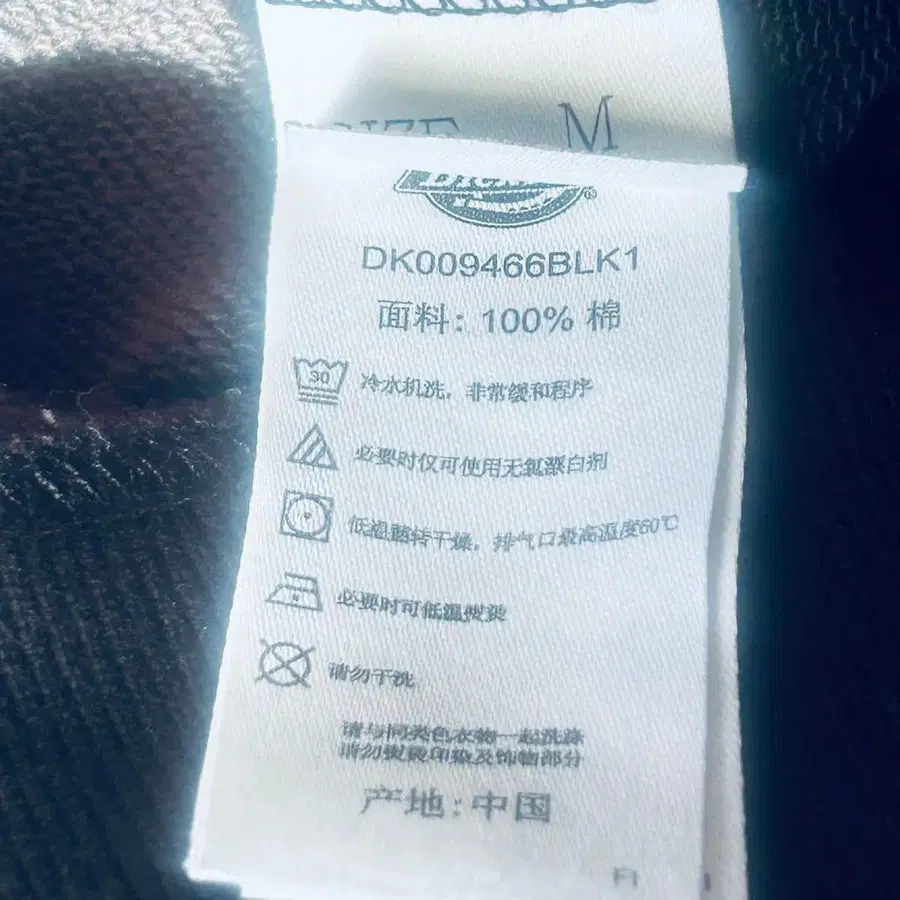 SIZE M
DICKIES®
DK009466BLK1
面料: 100% 棉
30 冷水机洗，非常缓和程序
必要时仅可使用无氯漂白剂
低温翻转干燥，排气口最高温度60℃
必要时可低温熨烫
请勿干洗
请与同类色衣物一起洗涤
请勿熨烫印染及饰物部分
产地: 中国